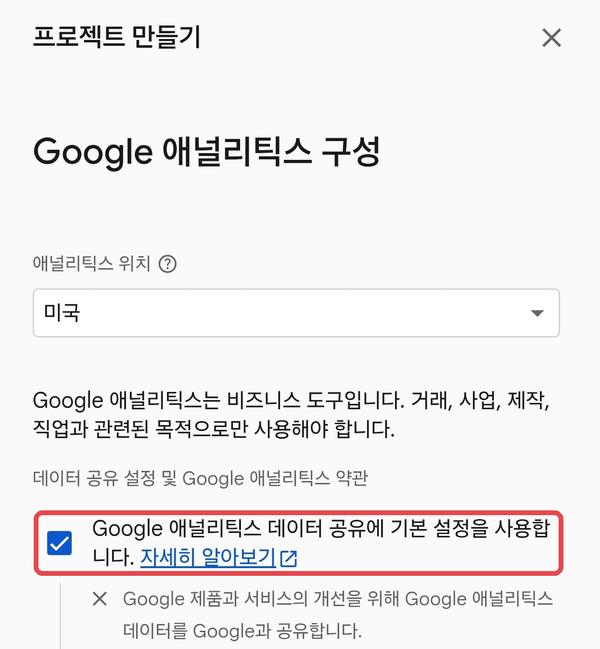 프로젝트 만들기
Google 애널리틱스 구성
애널리틱스 위치
미국
Google 애널리틱스는 비즈니스 도구입니다. 거래, 사업, 제작,
직업과 관련된 목적으로만 사용해야 합니다.
데이터 공유 설정 및 Google 애널리틱스 약관
Google 애널리틱스 데이터 공유에 기본 설정을 사용합
니다. 자세히 알아보기
Google 제품과 서비스의 개선을 위해 Google 애널리틱스
데이터를 Google과 공유합니다.